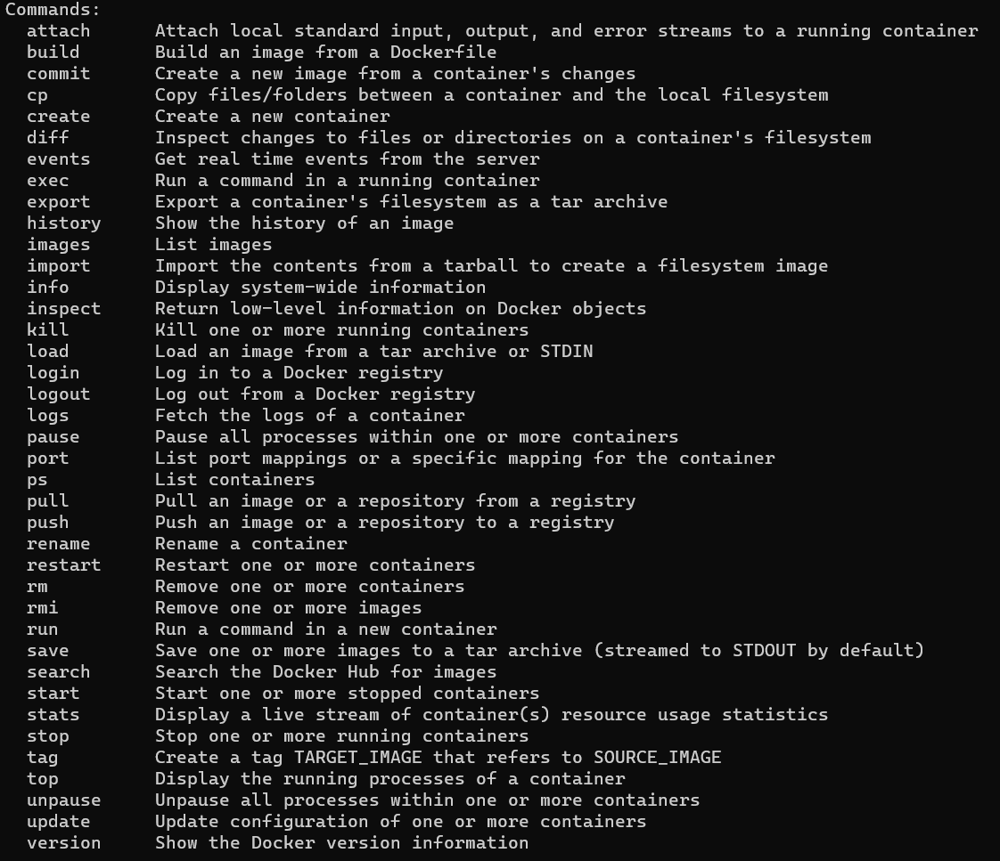 Commands:
  attach      Attach local standard input, output, and error streams to a running container
  build       Build an image from a Dockerfile
  commit      Create a new image from a container's changes
  cp          Copy files/folders between a container and the local filesystem
  create      Create a new container
  diff        Inspect changes to files or directories on a container's filesystem
  events      Get real time events from the server
  exec        Run a command in a running container
  export      Export a container's filesystem as a tar archive
  history     Show the history of an image
  images      List images
  import      Import the contents from a tarball to create a filesystem image
  info        Display system-wide information
  inspect     Return low-level information on Docker objects
  kill        Kill one or more running containers
  load        Load an image from a tar archive or STDIN
  login       Log in to a Docker registry
  logout      Log out from a Docker registry
  logs        Fetch the logs of a container
  pause       Pause all processes within one or more containers
  port        List port mappings or a specific mapping for the container
  ps          List containers
  pull        Pull an image or a repository from a registry
  push        Push an image or a repository to a registry
  rename      Rename a container
  restart     Restart one or more containers
  rm          Remove one or more containers
  rmi         Remove one or more images
  run         Run a command in a new container
  save        Save one or more images to a tar archive (streamed to STDOUT by default)
  search      Search the Docker Hub for images
  start       Start one or more stopped containers
  stats       Display a live stream of container(s) resource usage statistics
  stop        Stop one or more running containers
  tag         Create a tag TARGET_IMAGE that refers to SOURCE_IMAGE
  top         Display the running processes of a container
  unpause     Unpause all processes within one or more containers
  update      Update configuration of one or more containers
  version     Show the Docker version information